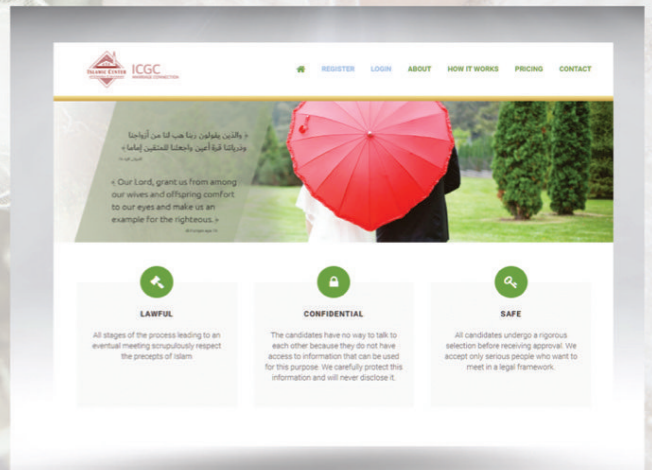 ISLAMIC CENTER
ICGC
MARRIAGE CONNECTION
REGISTER LOGIN ABOUT HOW IT WORKS PRICING CONTACT
﴿ والذين يقولون ربنا هب لنا من أزواجنا
وذرياتنا قرة أعين واجعلنا للمتقين إماما ﴾
﴾ Our Lord, grant us from among
our wives and offspring comfort
to our eyes and make us an
example for the righteous. ﴿
LAWFUL
All stages of the process leading to an
eventual meeting scrupulously respect
the precepts of Islam
CONFIDENTIAL
The candidates have no way to talk to
each other because they do not have
access to information that can be used
for this purpose. We carefully protect this
information and will never disclose it.
SAFE
All candidates undergo a rigorous
selection before receiving approval. We
accept only serious people who want to
meet in a legal framework.